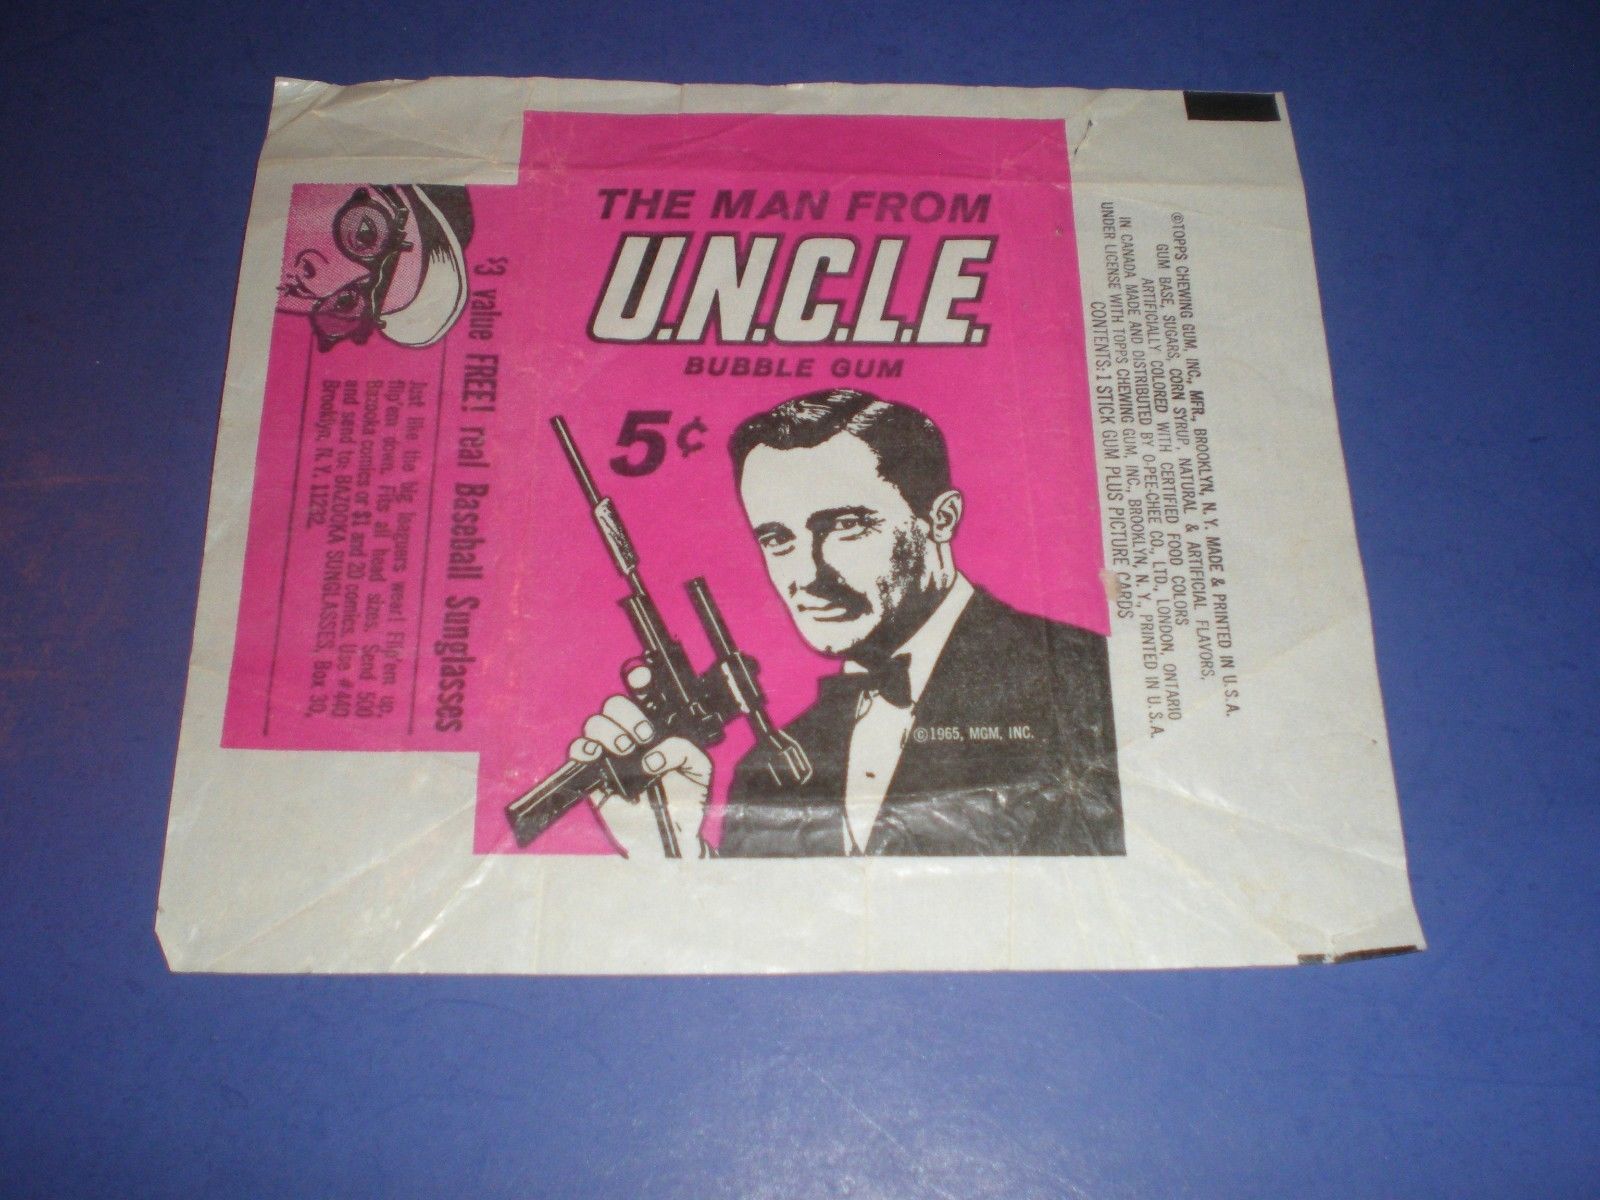 THE MAN FROM
U.N.C.L.E.
BUBBLE GUM
5¢
©1965, MGM, INC.
$3 value FREE! real Baseball Sunglasses
Just like the big leaguers wear! Flip'em up,
flip'em down. Fits all head sizes. Send 500
Bazooka comics or $1 and 20 comics. Use #440
and send to: BAZOOKA SUNGLASSES, Box 30,
Brooklyn, N.Y. 11232.
©TOPPS CHEWING GUM, INC., MFR., BROOKLYN, N.Y. MADE & PRINTED IN U.S.A.
GUM BASE, SUGARS, CORN SYRUP, NATURAL & ARTIFICIAL FLAVORS,
ARTIFICIALLY COLORED WITH CERTIFIED FOOD COLORS
IN CANADA MADE AND DISTRIBUTED BY O-PEE-CHEE CO., LTD., LONDON, ONTARIO
UNDER LICENSE WITH TOPPS CHEWING GUM, INC., BROOKLYN, N.Y., PRINTED IN U.S.A.
CONTENTS: 1 STICK GUM PLUS PICTURE CARDS